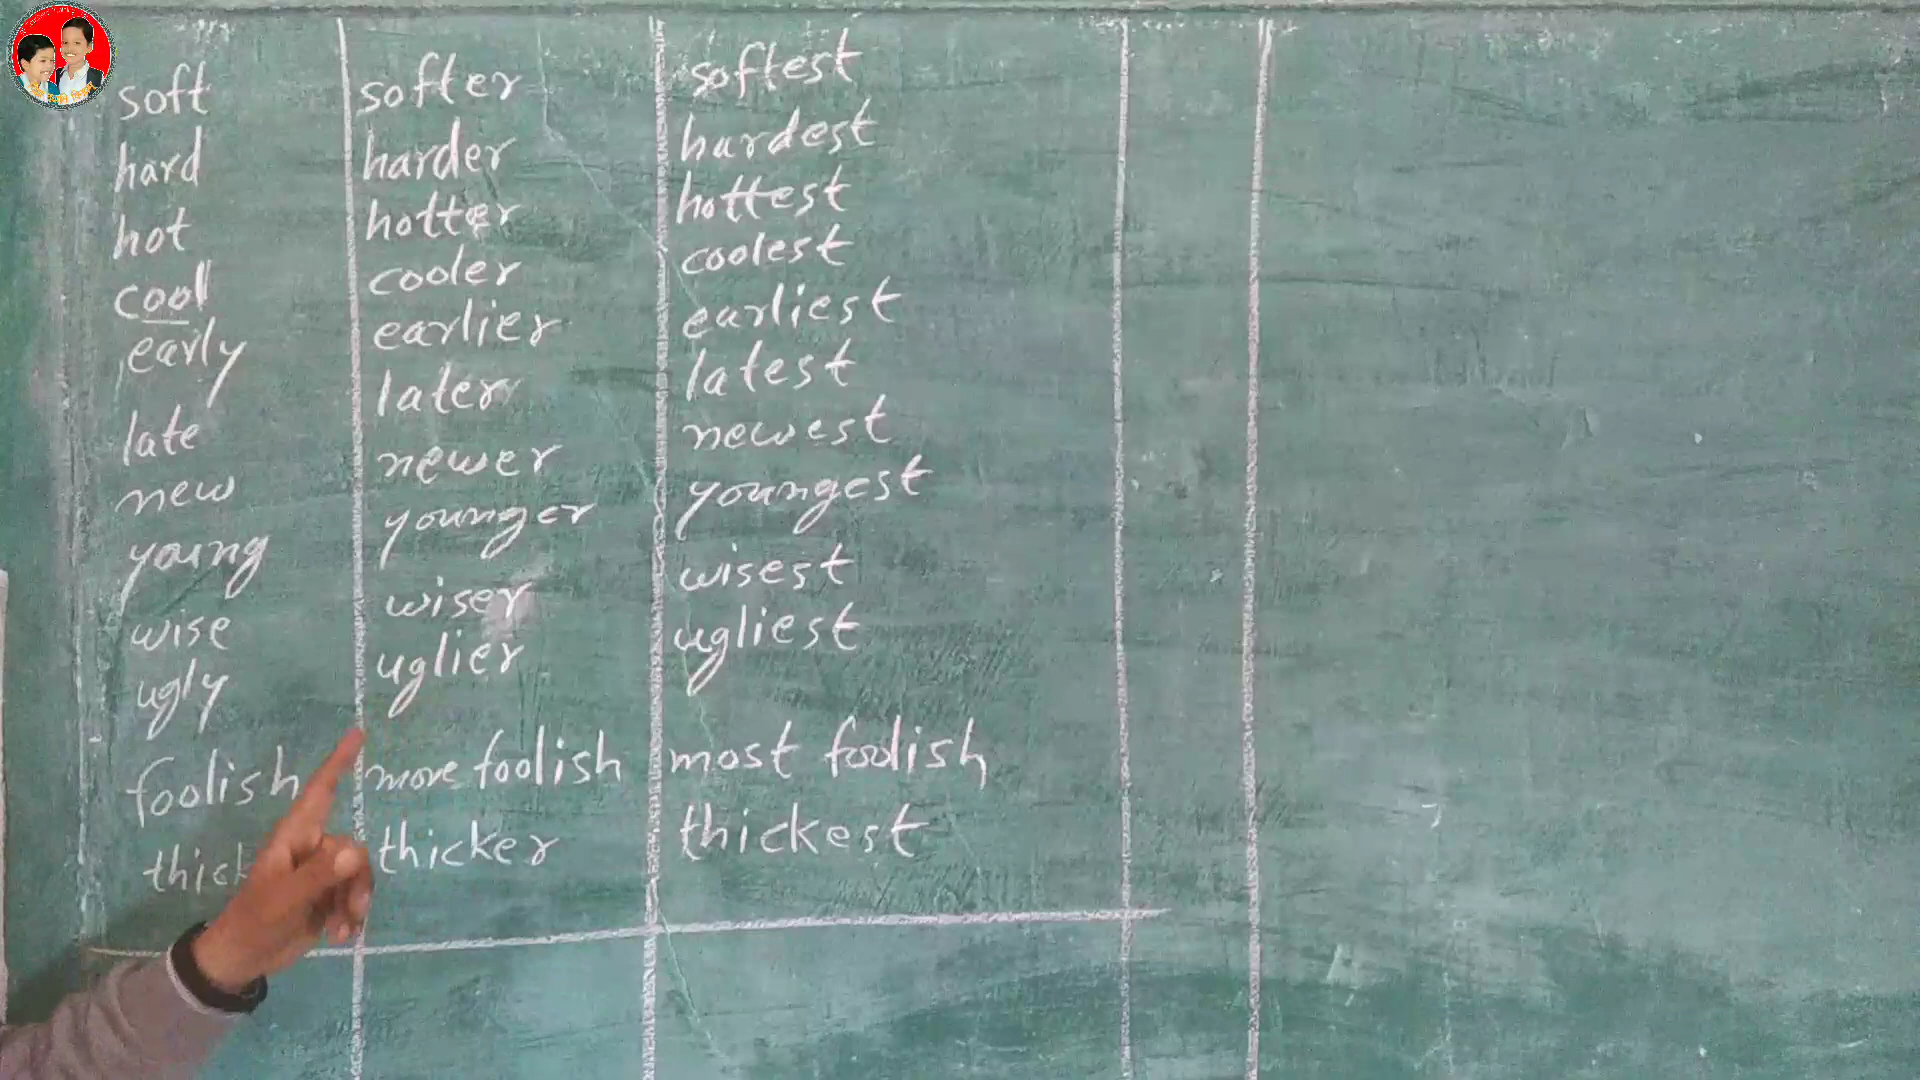 soft softer softest
hard harder hardest
hot hotter hottest
cool cooler coolest
early earlier earliest
late later latest
new newer newest
young younger youngest
wise wiser wisest
ugly uglier ugliest
foolish more foolish most foolish
thick thicker thickest